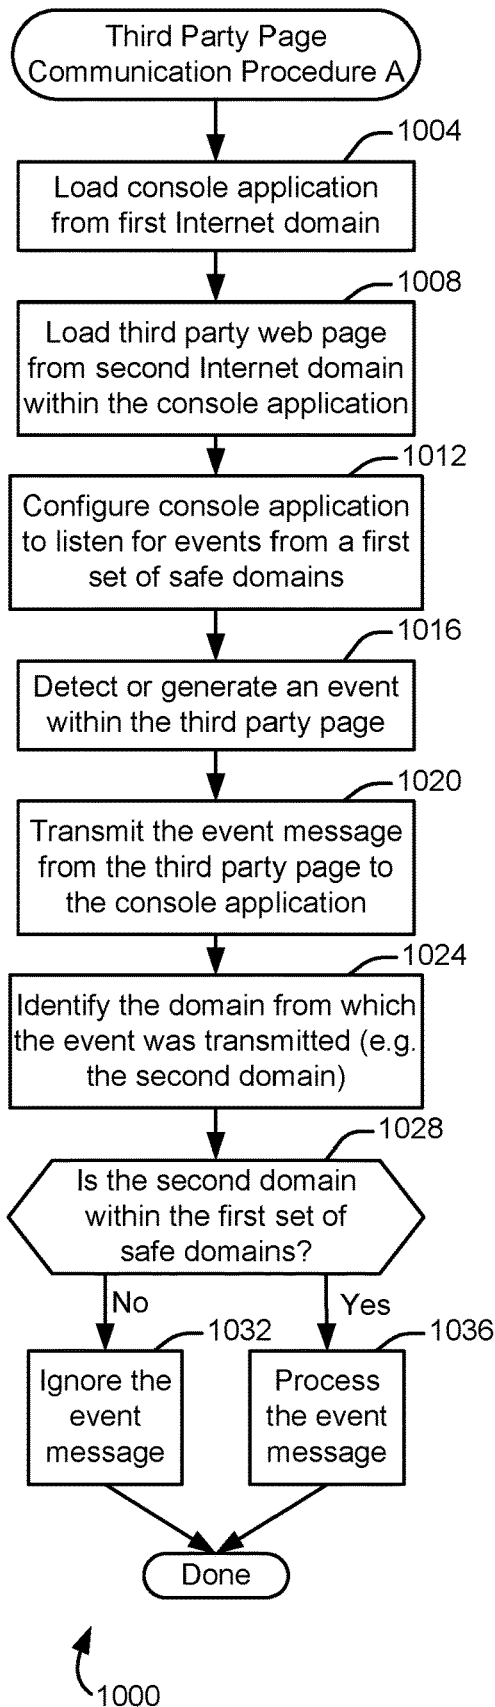 Third Party Page
Communication Procedure A
1004
Load console application
from first Internet domain
1008
Load third party web page
from second Internet domain
within the console application
1012
Configure console application
to listen for events from a first
set of safe domains
1016
Detect or generate an event
within the third party page
1020
Transmit the event message
from the third party page to
the console application
1024
Identify the domain from which
the event was transmitted (e.g.
the second domain)
1028
Is the second domain
within the first set of
safe domains?
No
Yes
1032
Ignore the
event
message
1036
Process
the event
message
Done
1000